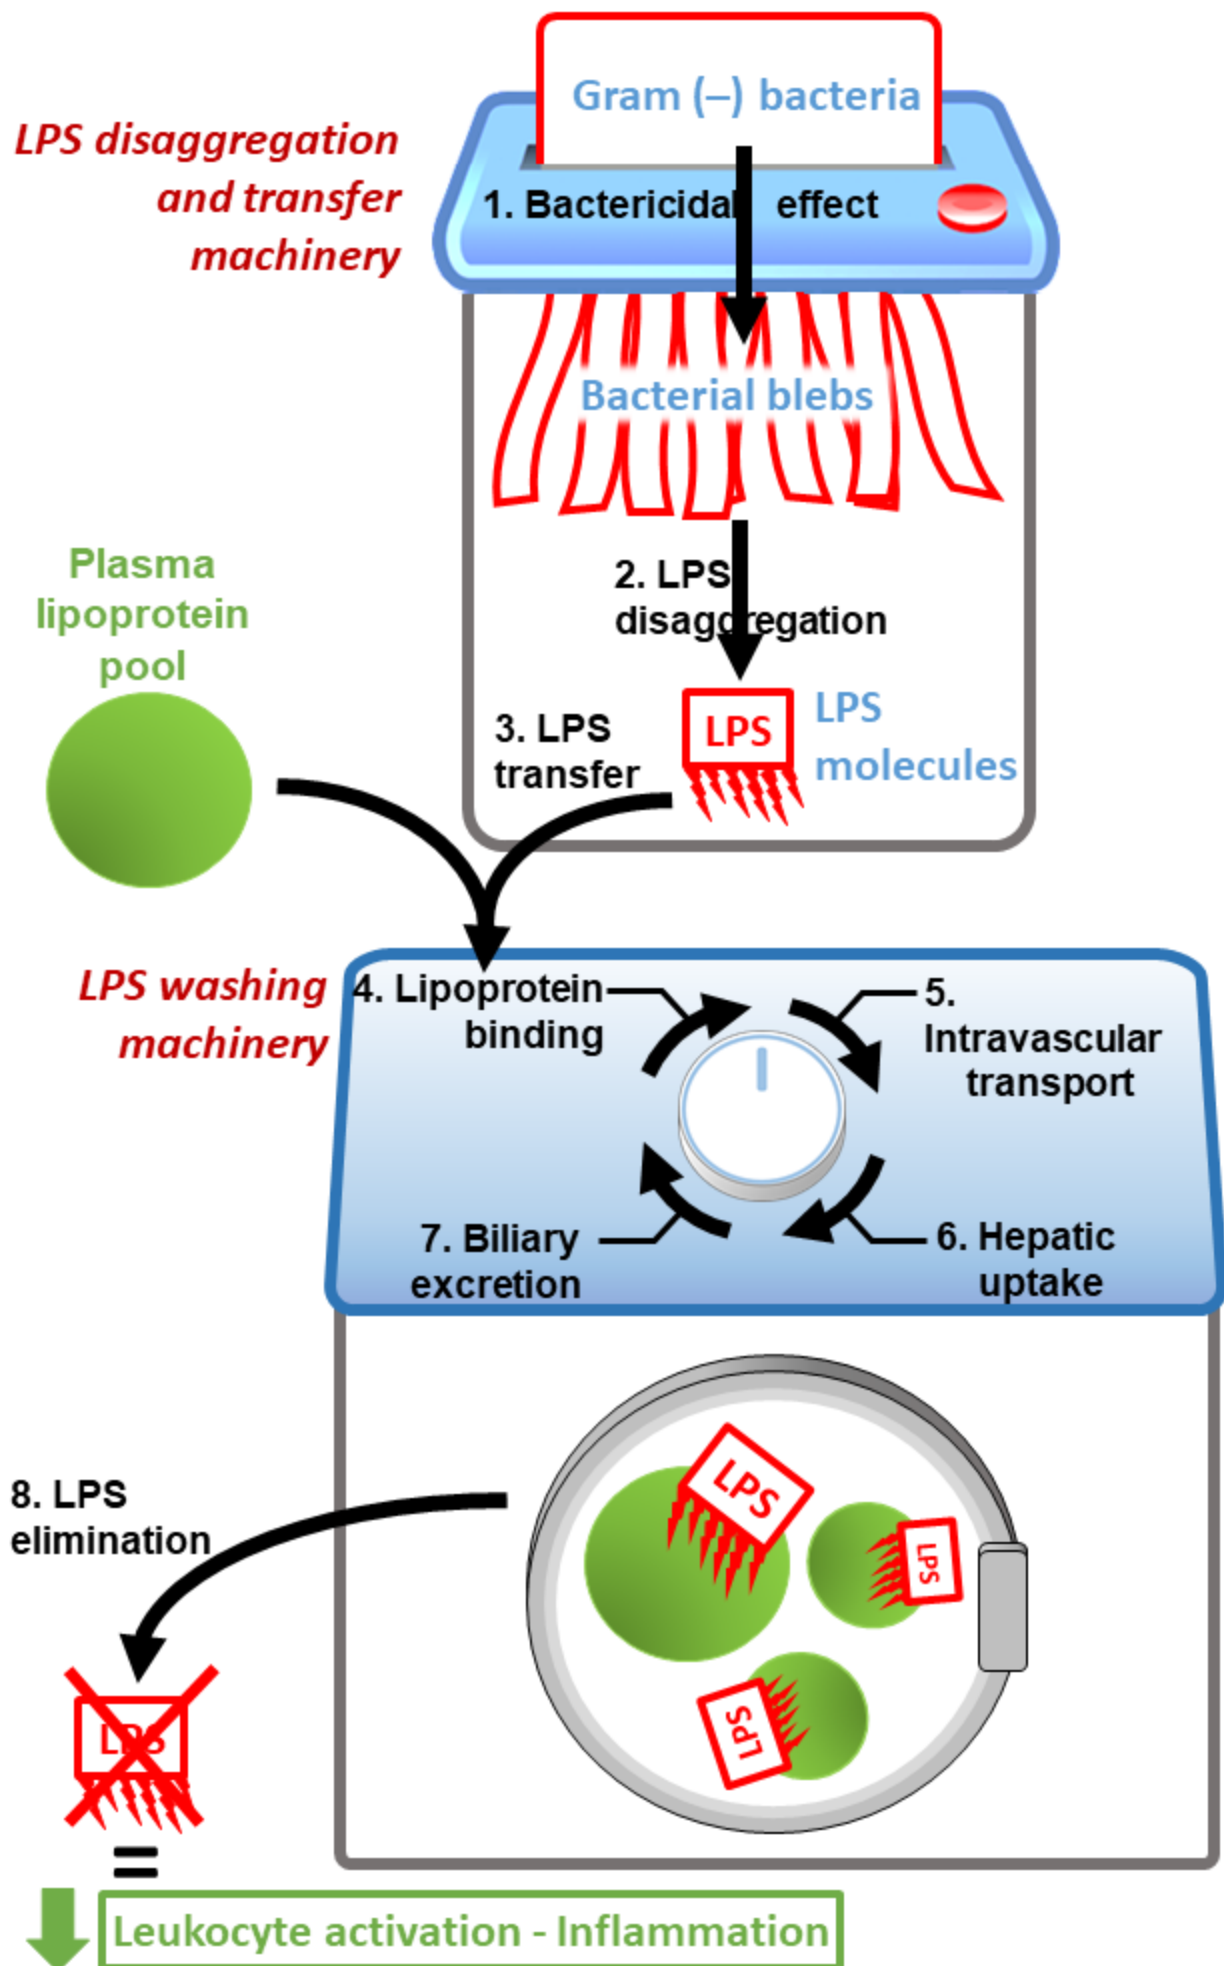 Gram (–) bacteria
LPS disaggregation
and transfer
machinery
1. Bactericidal effect
Bacterial blebs
2. LPS
disaggregation
Plasma
lipoprotein
pool
LPS
LPS
molecules
3. LPS
transfer
LPS washing
machinery
4. Lipoprotein
binding
5.
Intravascular
transport
6. Hepatic
uptake
7. Biliary
excretion
LPS
LPS
LPS
8. LPS
elimination
LPS
=
Leukocyte activation - Inflammation